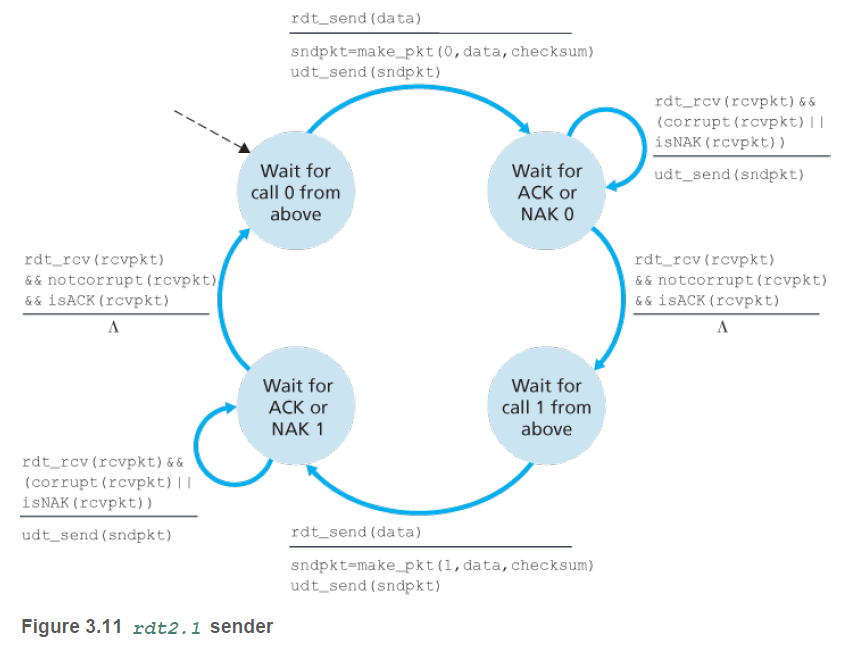 rdt_send(data)
sndpkt=make_pkt(0,data,checksum)
udt_send(sndpkt)
rdt_rcv(rcvpkt)&&
(corrupt(rcvpkt)||
isNAK(rcvpkt))
udt_send(sndpkt)
Wait for
call 0 from
above
Wait for
ACK or
NAK 0
rdt_rcv(rcvpkt)
&& notcorrupt(rcvpkt)
&& isACK(rcvpkt)
Λ
rdt_rcv(rcvpkt)
&& notcorrupt(rcvpkt)
&& isACK(rcvpkt)
Λ
Wait for
ACK or
NAK 1
Wait for
call 1 from
above
rdt_rcv(rcvpkt)&&
(corrupt(rcvpkt)||
isNAK(rcvpkt))
udt_send(sndpkt)
rdt_send(data)
sndpkt=make_pkt(1,data,checksum)
udt_send(sndpkt)
Figure 3.11 rdt2.1 sender